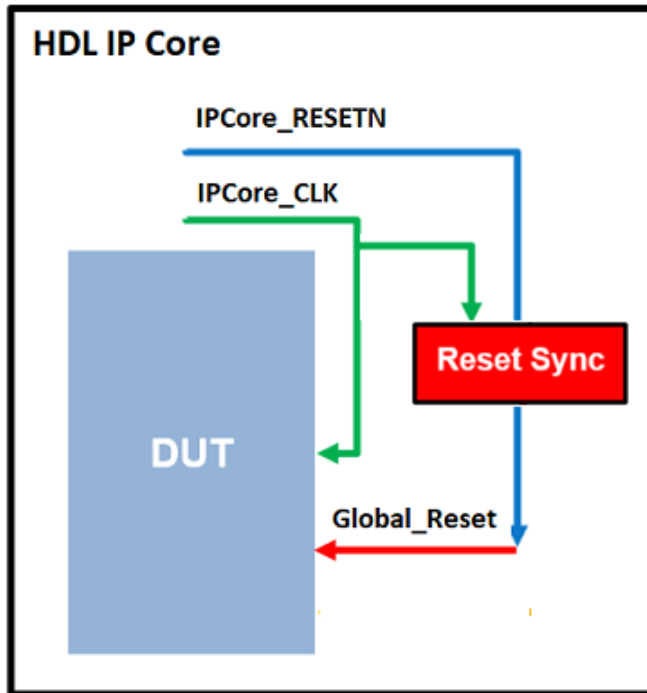 HDL IP Core
IPCore_RESETN
IPCore_CLK
Reset Sync
DUT
Global_Reset